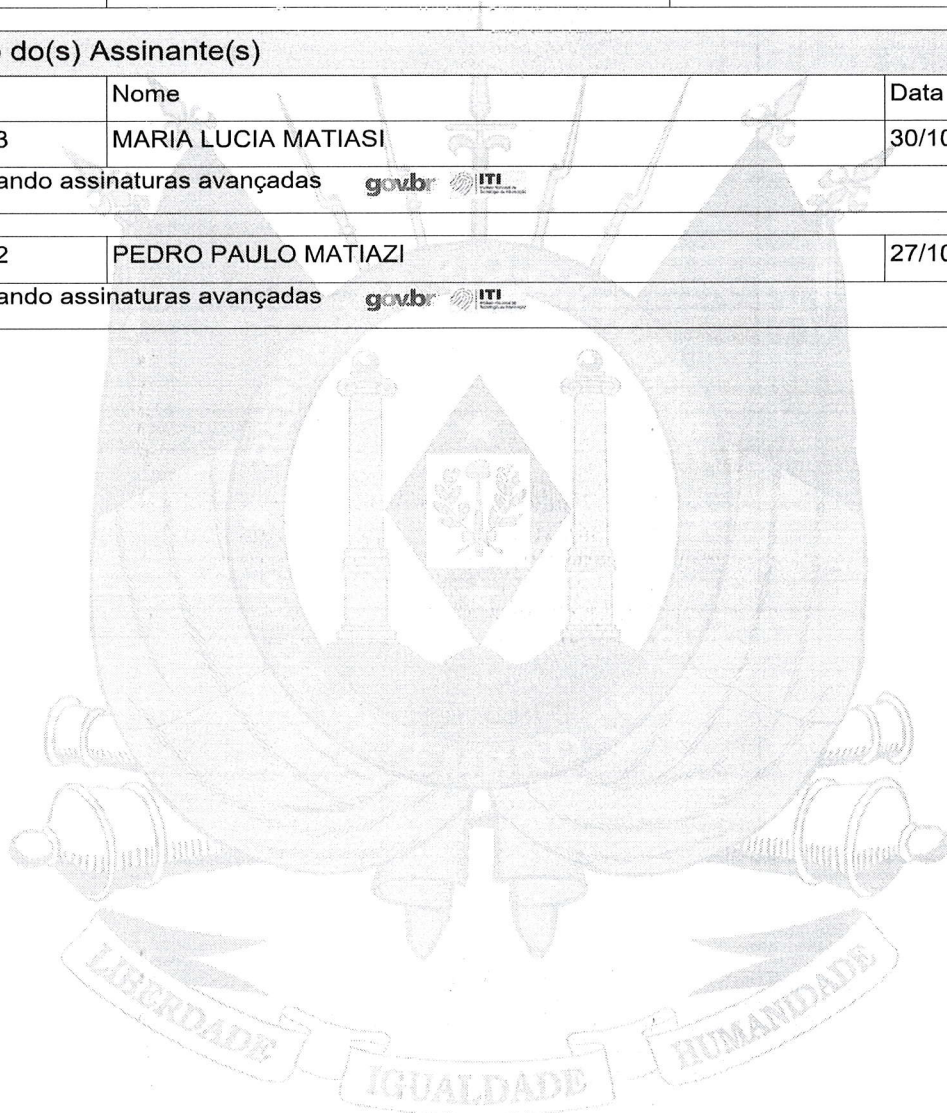 do(s) Assinante(s)
Nome Data
3 MARIA LUCIA MATIASI 30/10
ando assinaturas avançadas gov.br ITI
2 PEDRO PAULO MATIAZI 27/10
ando assinaturas avançadas gov.br ITI
LIBERDADE IGUALDADE HUMANIDADE